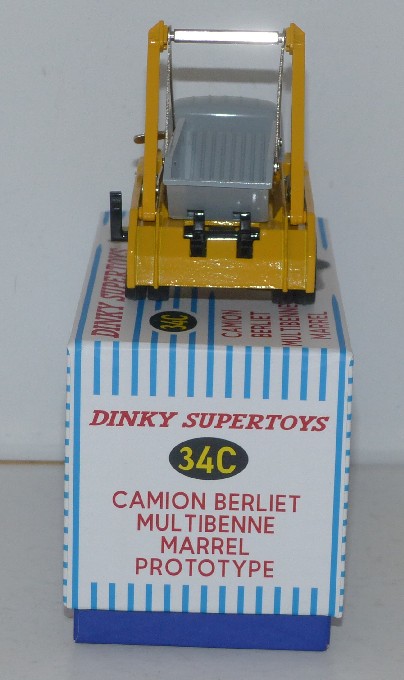 DINKY SUPERTOYS
34C
CAMION
BERLIET
MULTIBENNE
MARREL
DINKY SUPERTOYS
34C
CAMION BERLIET
MULTIBENNE
MARREL
PROTOTYPE